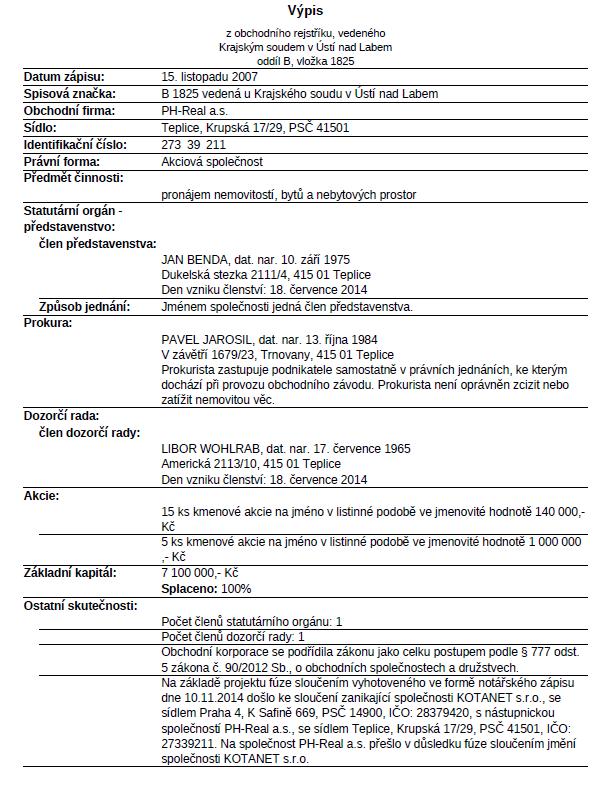 Výpis
z obchodního rejstříku, vedeného
Krajským soudem v Ústí nad Labem
oddíl B, vložka 1825
Datum zápisu: 15. listopadu 2007
Spisová značka: B 1825 vedená u Krajského soudu v Ústí nad Labem
Obchodní firma: PH-Real a.s.
Sídlo: Teplice, Krupská 17/29, PSČ 41501
Identifikační číslo: 273 39 211
Právní forma: Akciová společnost
Předmět činnosti:
pronájem nemovitostí, bytů a nebytových prostor
Statutární orgán -
představenstvo:
člen představenstva:
JAN BENDA, dat. nar. 10. září 1975
Dukelská stezka 2111/4, 415 01 Teplice
Den vzniku členství: 18. července 2014
Způsob jednání: Jménem společnosti jedná člen představenstva.
Prokura:
PAVEL JAROSIL, dat. nar. 13. října 1984
V závětří 1679/23, Trnovany, 415 01 Teplice
Prokurista zastupuje podnikatele samostatně v právních jednáních, ke kterým
dochází při provozu obchodního závodu. Prokurista není oprávněn zcizit nebo
zatížit nemovitou věc.
Dozorčí rada:
člen dozorčí rady:
LIBOR WOHLRAB, dat. nar. 17. července 1965
Americká 2113/10, 415 01 Teplice
Den vzniku členství: 18. července 2014
Akcie:
15 ks kmenové akcie na jméno v listinné podobě ve jmenovité hodnotě 140 000,-
Kč
5 ks kmenové akcie na jméno v listinné podobě ve jmenovité hodnotě 1 000 000
,- Kč
Základní kapitál: 7 100 000,- Kč
Splaceno: 100%
Ostatní skutečnosti:
Počet členů statutárního orgánu: 1
Počet členů dozorčí rady: 1
Obchodní korporace se podřídila zákonu jako celku postupem podle § 777 odst.
5 zákona č. 90/2012 Sb., o obchodních společnostech a družstvech.
Na základě projektu fúze sloučením vyhotoveného ve formě notářského zápisu
dne 10.11.2014 došlo ke sloučení zanikající společnosti KOTANET s.r.o., se
sídlem Praha 4, K Safině 669, PSČ 14900, IČO: 28379420, s nástupnickou
společností PH-Real a.s., se sídlem Teplice, Krupská 17/29, PSČ 41501, IČO:
27339211. Na společnost PH-Real a.s. přešlo v důsledku fúze sloučením jmění
společnosti KOTANET s.r.o.